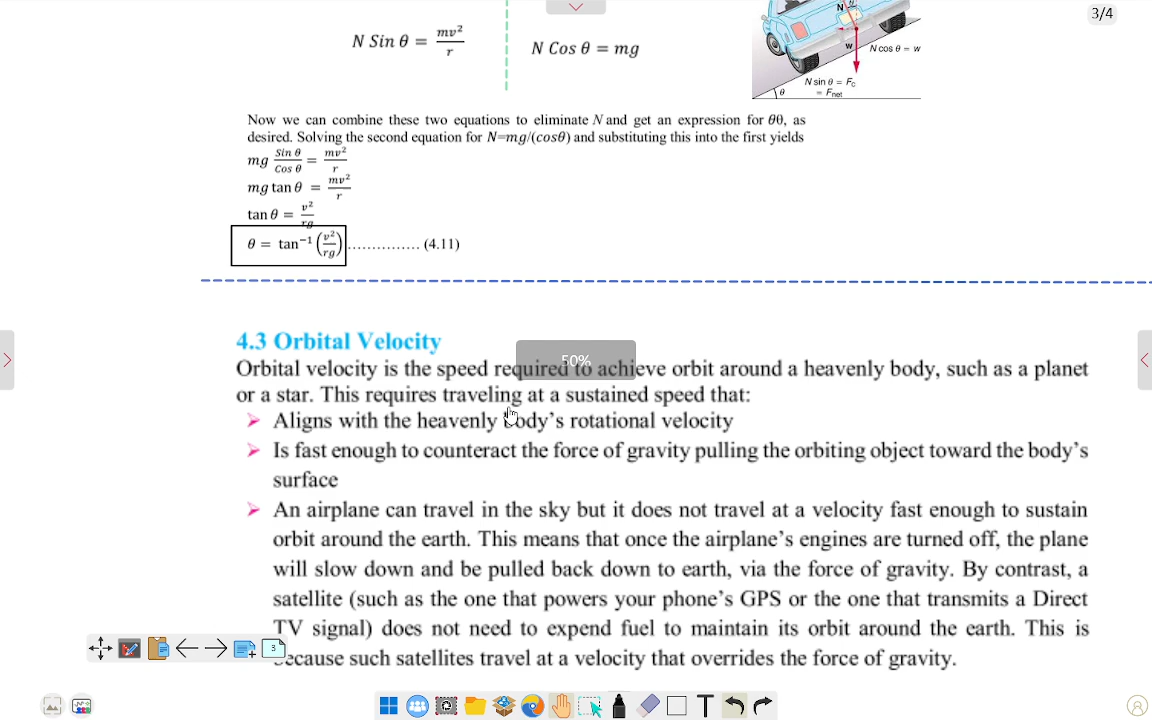 3/4
N Sin θ = mv²/r
N Cos θ = mg
N
w
N cos θ = w
N sin θ = Fc
= Fnet
θ
Now we can combine these two equations to eliminate N and get an expression for θθ, as
desired. Solving the second equation for N=mg/(cosθ) and substituting this into the first yields
mg Sin θ/Cos θ = mv²/r
mg tan θ = mv²/r
tan θ = v²/rg
θ = tan⁻¹ (v²/rg) .............. (4.11)
4.3 Orbital Velocity
50%
Orbital velocity is the speed required to achieve orbit around a heavenly body, such as a planet
or a star. This requires traveling at a sustained speed that:
➢ Aligns with the heavenly body's rotational velocity
➢ Is fast enough to counteract the force of gravity pulling the orbiting object toward the body's
surface
➢ An airplane can travel in the sky but it does not travel at a velocity fast enough to sustain
orbit around the earth. This means that once the airplane's engines are turned off, the plane
will slow down and be pulled back down to earth, via the force of gravity. By contrast, a
satellite (such as the one that powers your phone's GPS or the one that transmits a Direct
TV signal) does not need to expend fuel to maintain its orbit around the earth. This is
because such satellites travel at a velocity that overrides the force of gravity.
3